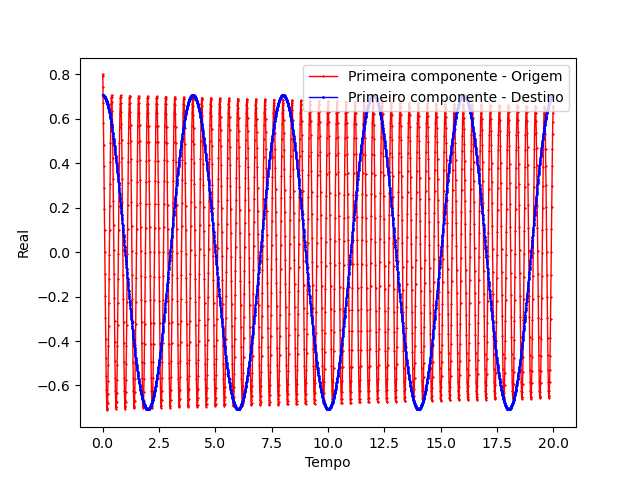 Primeira componente - Origem
Primeiro componente - Destino
0.8
0.6
0.4
0.2
0.0
−0.2
−0.4
−0.6
Real
0.0 2.5 5.0 7.5 10.0 12.5 15.0 17.5 20.0
Tempo